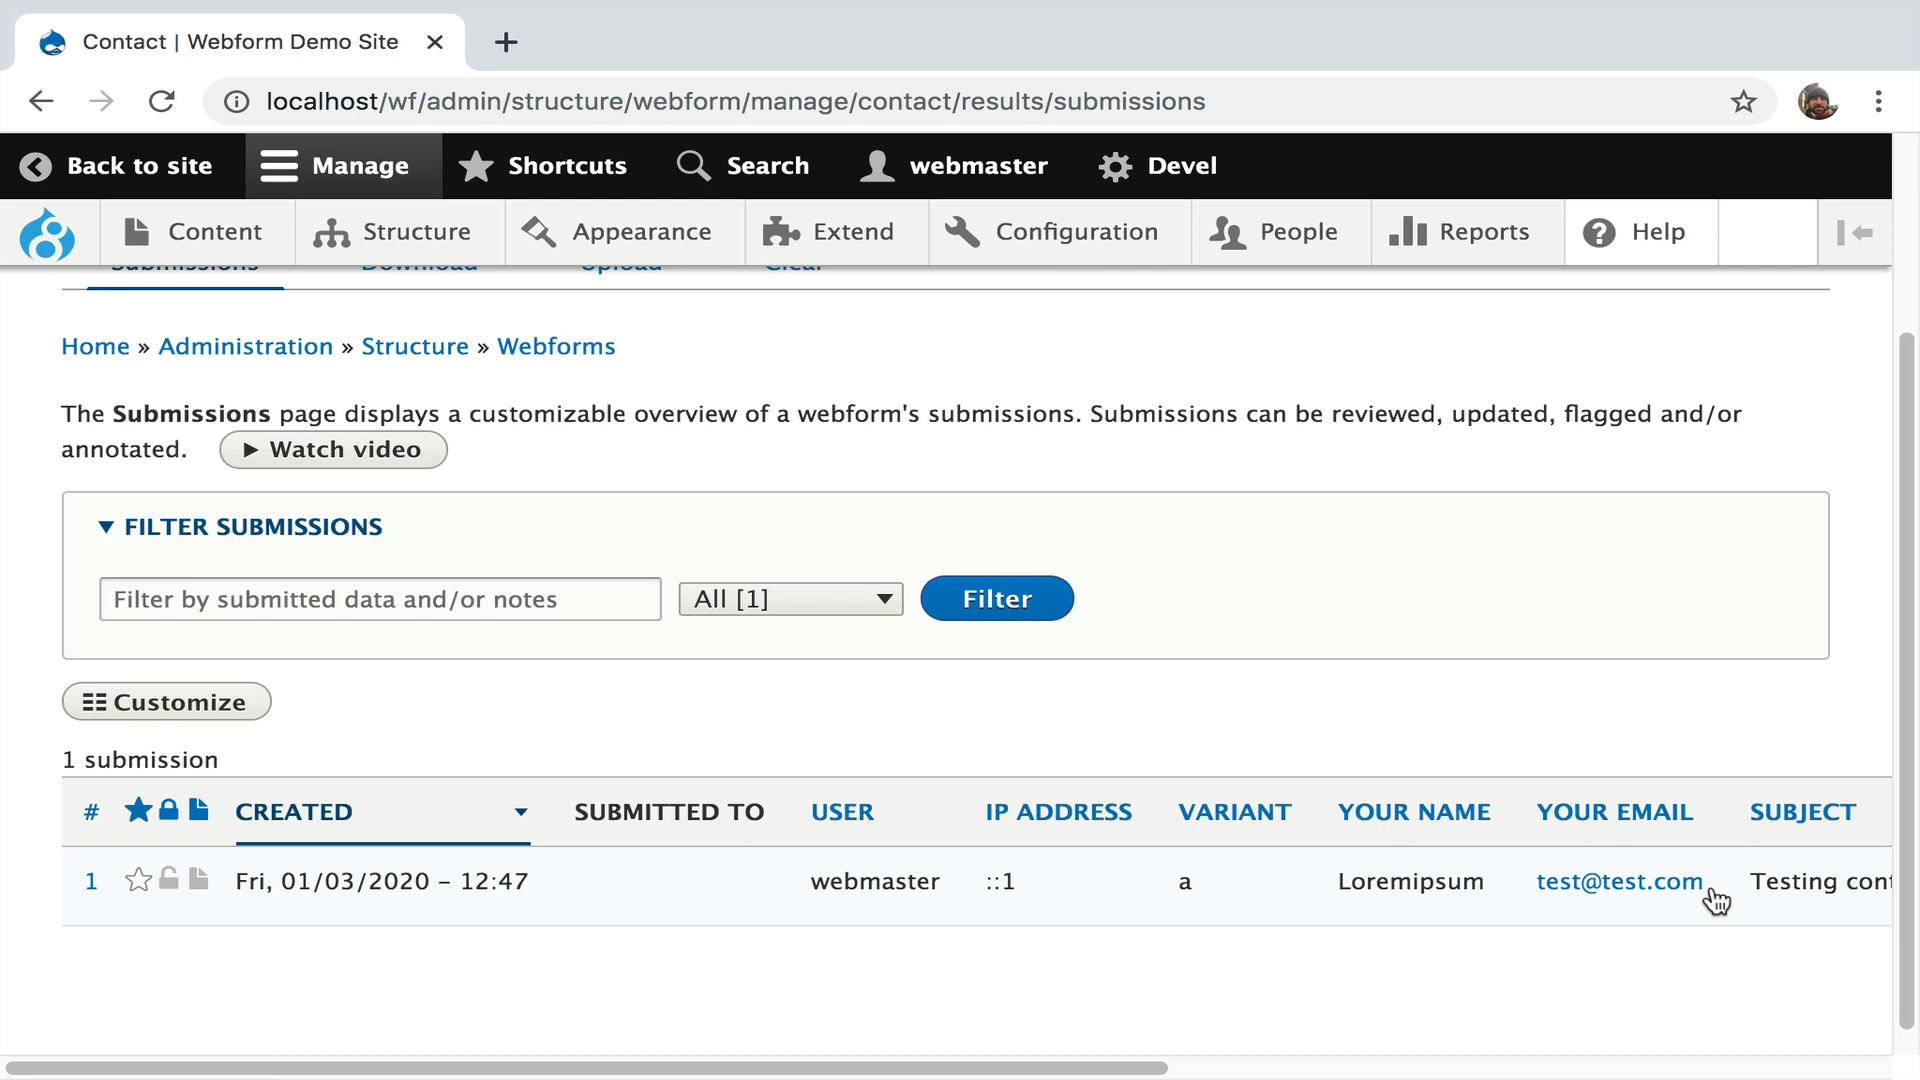 Contact | Webform Demo Site
localhost/wf/admin/structure/webform/manage/contact/results/submissions
Back to site Manage Shortcuts Search webmaster Devel
Content Structure Appearance Extend Configuration People Reports Help
Submissions Download Upload Clear
Home » Administration » Structure » Webforms
The Submissions page displays a customizable overview of a webform's submissions. Submissions can be reviewed, updated, flagged and/or
annotated. ► Watch video
▼ FILTER SUBMISSIONS
Filter by submitted data and/or notes All [1] Filter
Customize
1 submission
# CREATED SUBMITTED TO USER IP ADDRESS VARIANT YOUR NAME YOUR EMAIL SUBJECT
1 Fri, 01/03/2020 – 12:47 webmaster ::1 a Loremipsum test@test.com Testing